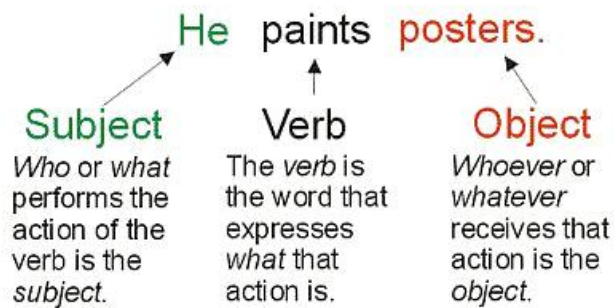 He paints posters.
Subject
Who or what
performs the
action of the
verb is the
subject.
Verb
The verb is
the word that
expresses
what that
action is.
Object
Whoever or
whatever
receives that
action is the
object.